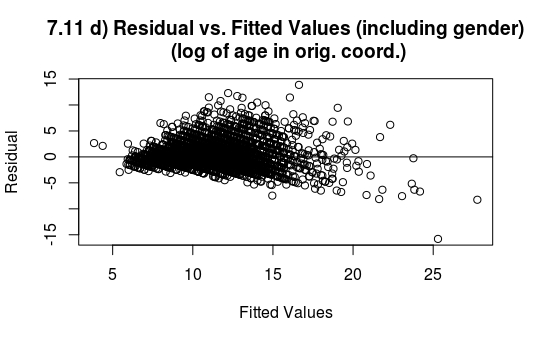 7.11 d) Residual vs. Fitted Values (including gender)
(log of age in orig. coord.)
Residual
15
5
0
-5
-15
5 10 15 20 25
Fitted Values